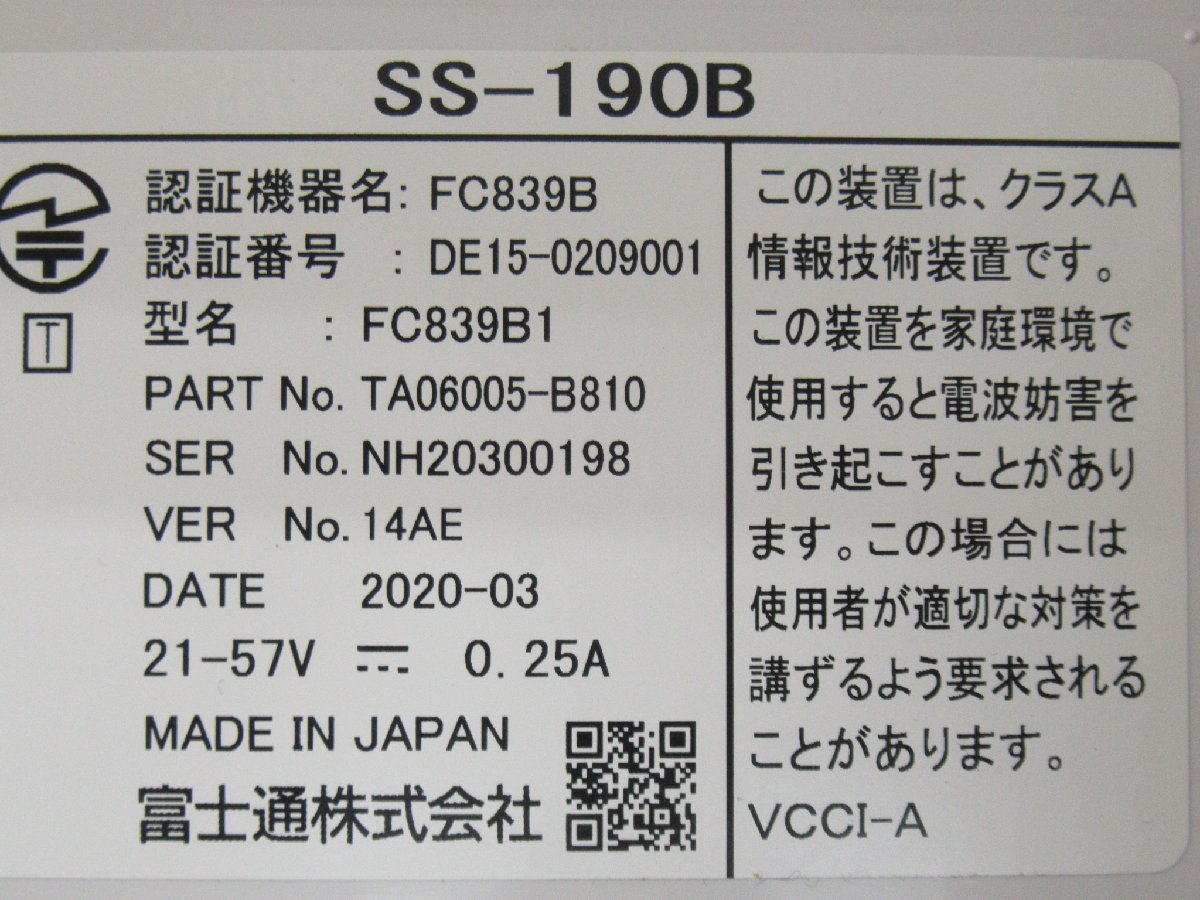 SS-190B
認証機器名: FC839B
認証番号 : DE15-0209001
型名 : FC839B1
T
PART No. TA06005-B810
SER No. NH20300198
VER No. 14AE
DATE 2020-03
21-57V ⎓ 0. 25A
MADE IN JAPAN
富士通株式会社
この装置は、クラスA
情報技術装置です。
この装置を家庭環境で
使用すると電波妨害を
引き起こすことがあり
ます。この場合には
使用者が適切な対策を
講ずるよう要求される
ことがあります。
VCCI-A